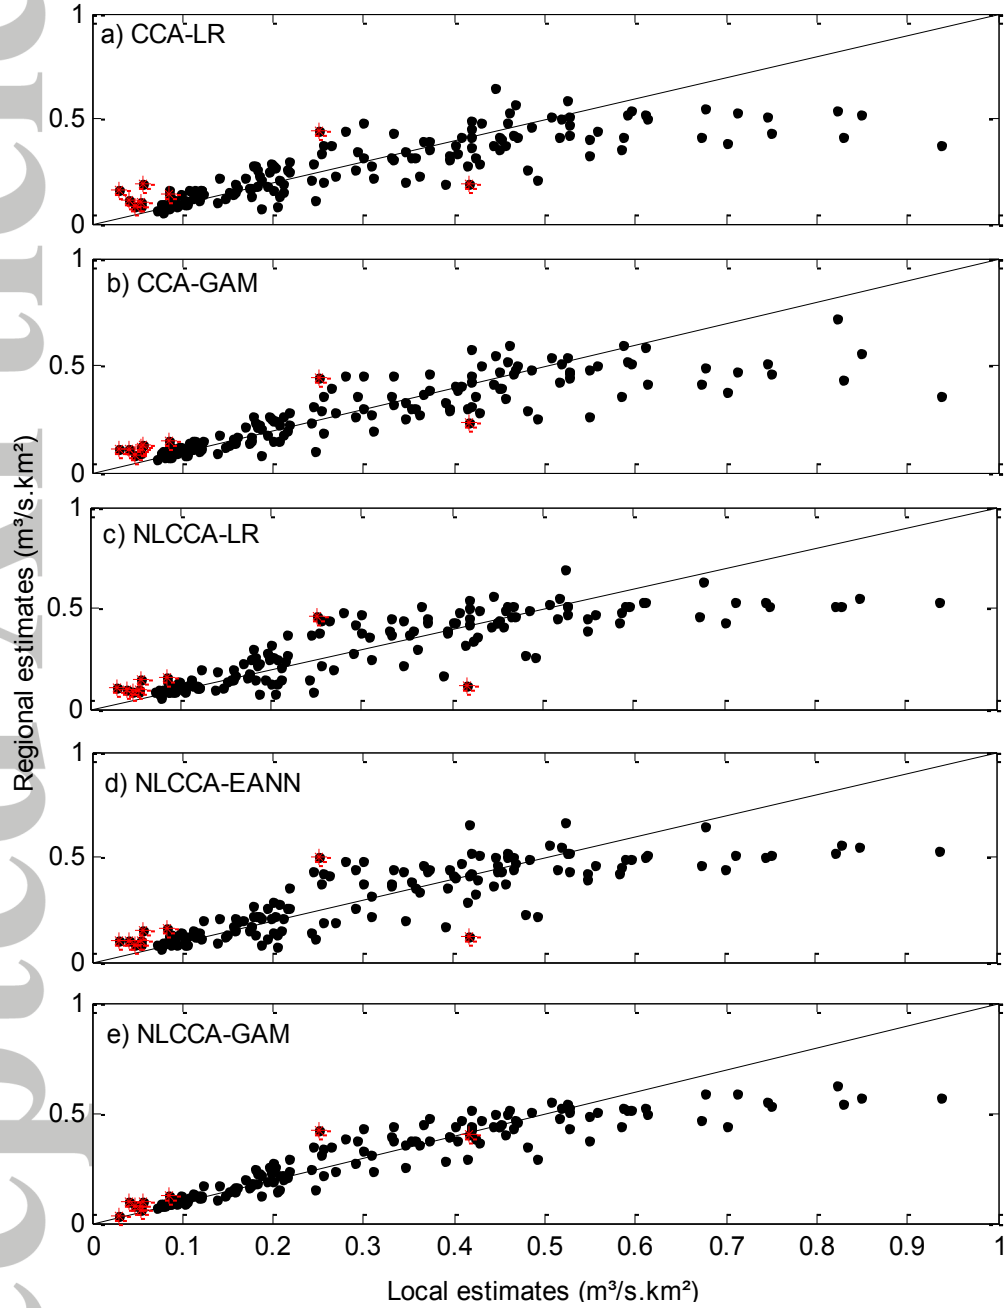 a) CCA-LR
1
0.5
0
b) CCA-GAM
1
0.5
0
c) NLCCA-LR
1
0.5
0
d) NLCCA-EANN
1
0.5
0
e) NLCCA-GAM
1
0.5
0
0 0.1 0.2 0.3 0.4 0.5 0.6 0.7 0.8 0.9 1
Local estimates (m³/s.km²)
Regional estimates (m³/s.km²)